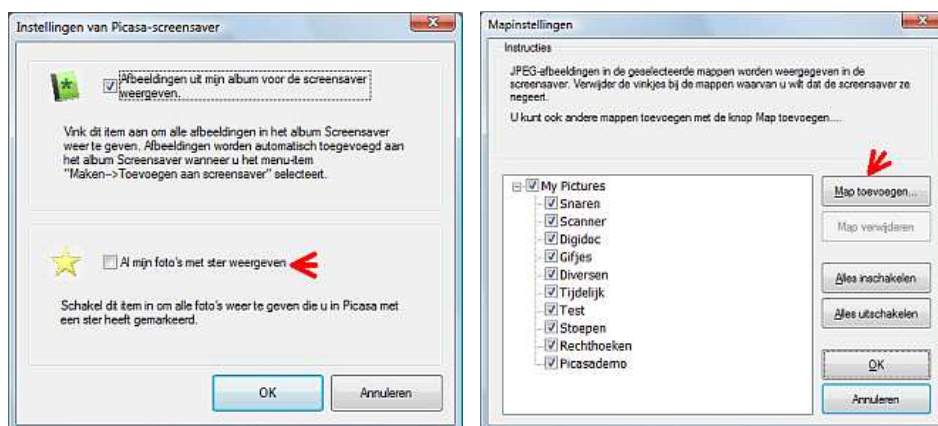 Instellingen van Picasa-screensaver
Afbeeldingen uit mijn album voor de screensaver
weergeven.
Vink dit item aan om alle afbeeldingen in het album Screensaver
weer te geven. Afbeeldingen worden automatisch toegevoegd aan
het album Screensaver wanneer u het menu-item
"Maken-->Toevoegen aan screensaver" selecteert.
Al mijn foto's met ster weergeven
Schakel dit item in om alle foto's weer te geven die u in Picasa met
een ster heeft gemarkeerd.
OK
Annuleren
Mapinstellingen
Instructies
JPEG-afbeeldingen in de geselecteerde mappen worden weergegeven in de
screensaver. Verwijder de vinkjes bij de mappen waarvan u wilt dat de screensaver ze
negeert.
U kunt ook andere mappen toevoegen met de knop Map toevoegen....
My Pictures
Snaren
Scanner
Digidoc
Gifjes
Diversen
Tijdelijk
Test
Stoepen
Rechthoeken
Picasademo
Map toevoegen...
Map verwijderen
Alles inschakelen
Alles uitschakelen
OK
Annuleren